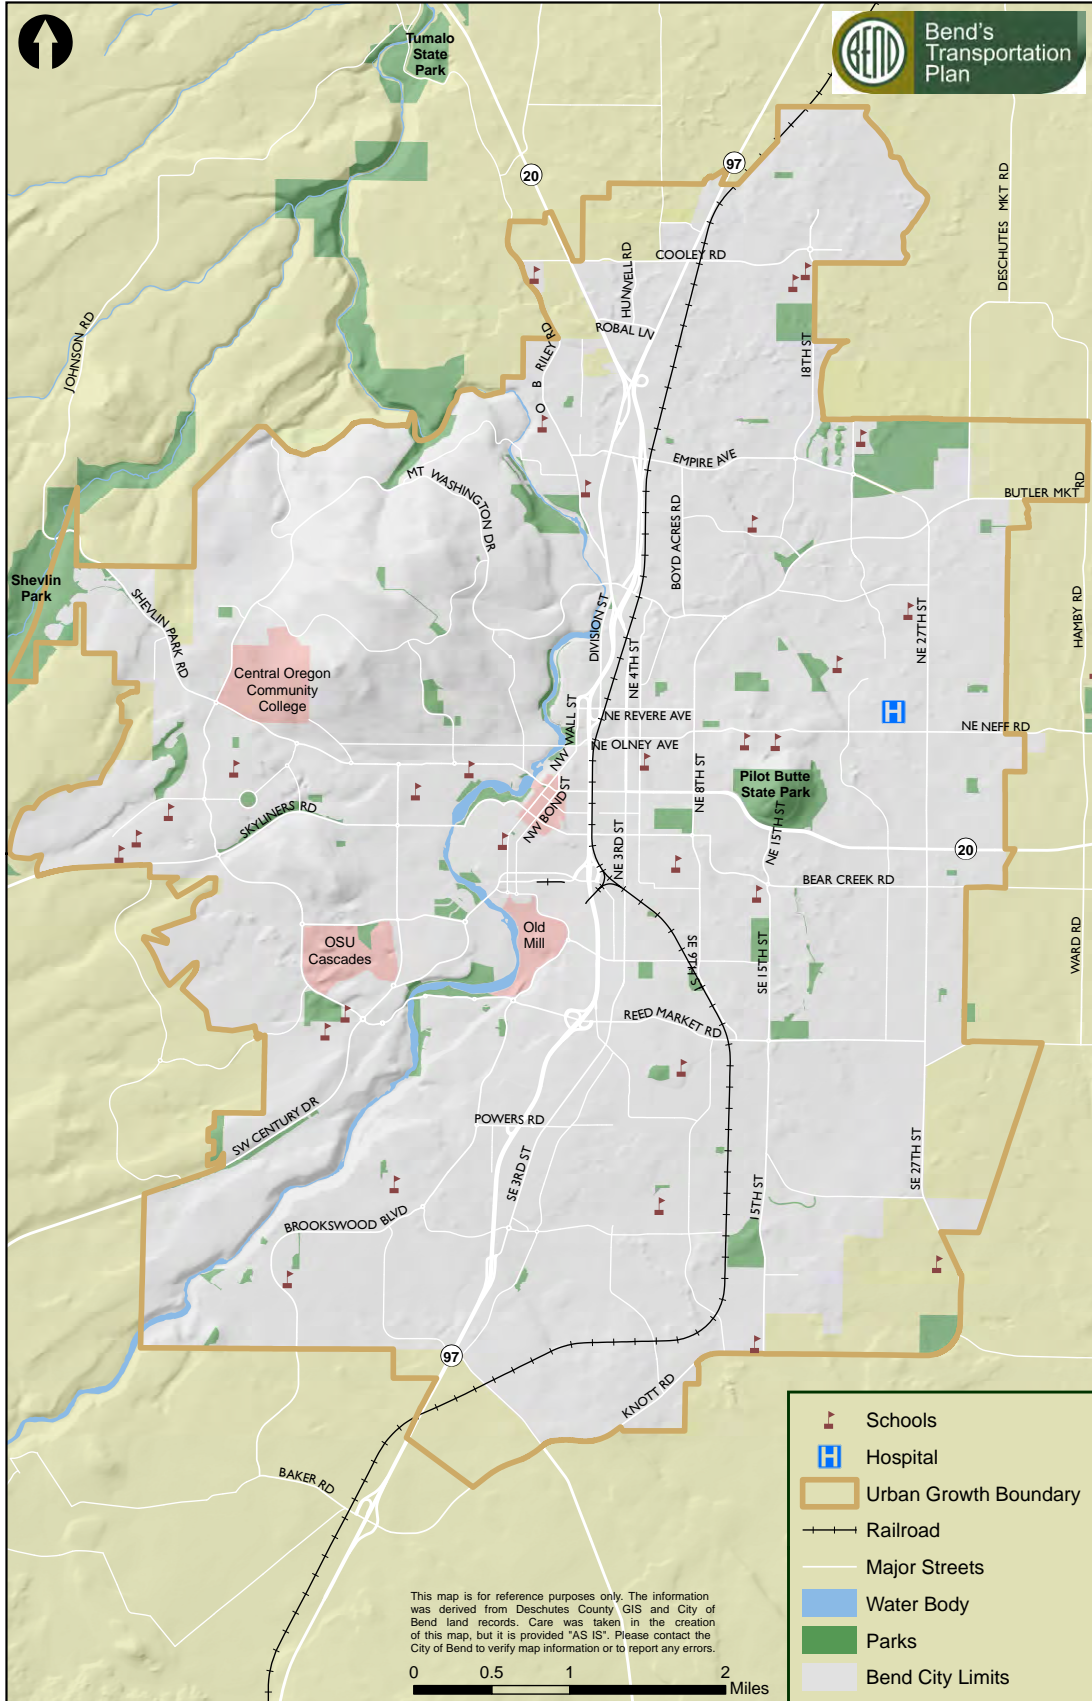 BEND
Bend's
Transportation
Plan
Tumalo
State
Park
20
97
DESCHUTES MKT RD
COOLEY RD
HUNNELL RD
ROBAL LN
O B RILEY RD
18TH ST
JOHNSON RD
EMPIRE AVE
MT WASHINGTON DR
BUTLER MKT RD
BOYD ACRES RD
Shevlin
Park
SHEVLIN PARK RD
DIVISION ST
NE 27TH ST
HAMBY RD
NE 4TH ST
Central Oregon
Community
College
NW WALL ST
NE REVERE AVE
H
NE NEFF RD
NE OLNEY AVE
Pilot Butte
State Park
NE 8TH ST
SKYLINERS RD
NW BOND ST
NE 15TH ST
NE 3RD ST
20
BEAR CREEK RD
OSU
Cascades
Old
Mill
SE 9TH ST
SE 15TH ST
WARD RD
REED MARKET RD
POWERS RD
SW CENTURY DR
SE 3RD ST
SE 27TH ST
15TH ST
BROOKSWOOD BLVD
97
KNOTT RD
BAKER RD
Schools
H
Hospital
Urban Growth Boundary
Railroad
Major Streets
Water Body
Parks
Bend City Limits
This map is for reference purposes only. The information
was derived from Deschutes County GIS and City of
Bend land records. Care was taken in the creation
of this map, but it is provided "AS IS". Please contact the
City of Bend to verify map information or to report any errors.
0 0.5 1 2
Miles